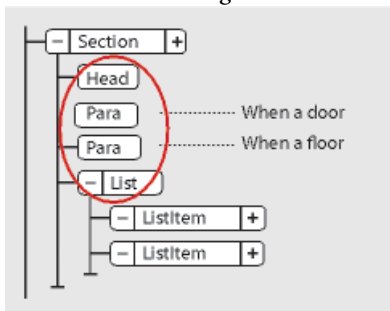 − Section +
Head
Para When a door
Para When a floor
− List
− ListItem +
− ListItem +